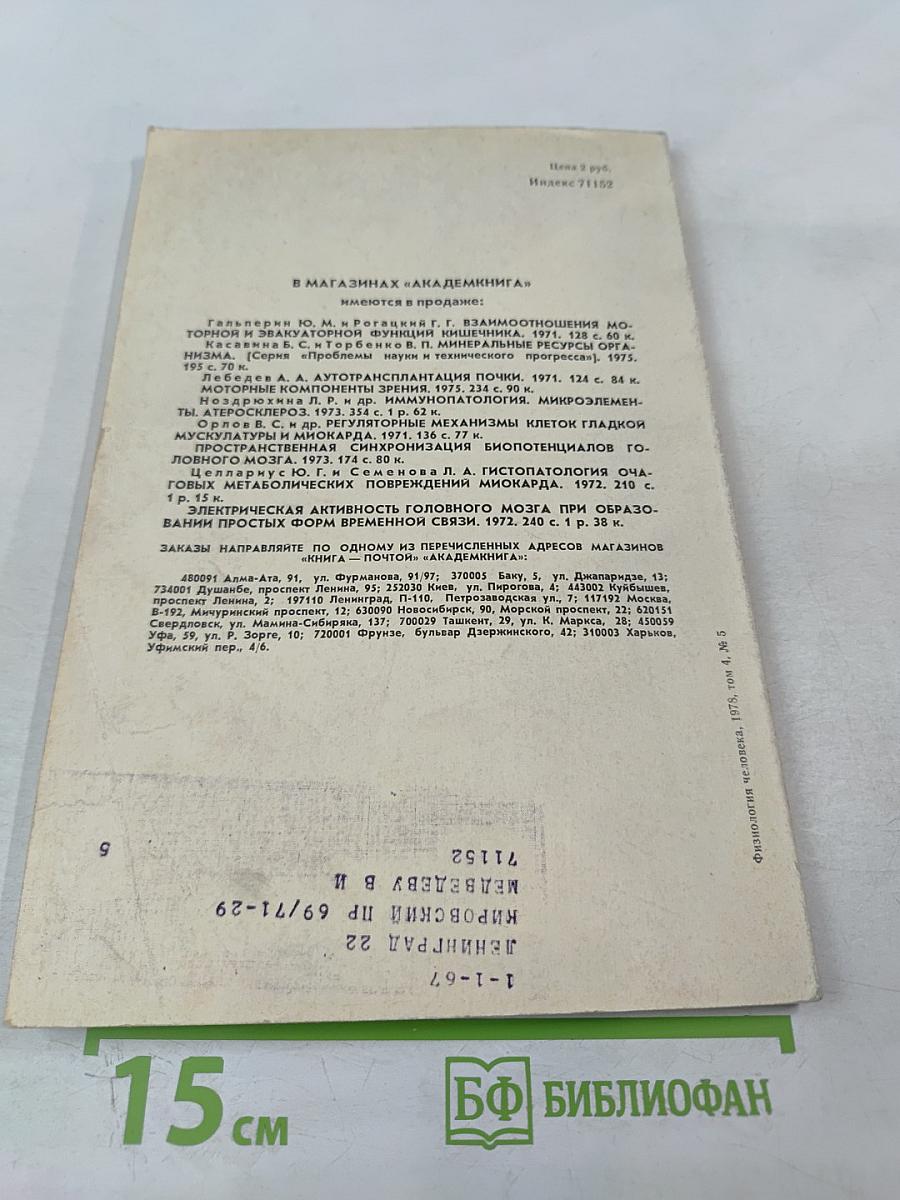 Цена 2 руб.
Индекс 71152
В МАГАЗИНАХ «АКАДЕМКНИГА»
имеются в продаже:
Гальперин Ю. М. и Рогацкий Г. Г. ВЗАИМООТНОШЕНИЯ МО-
ТОРНОЙ И ЭВАКУАТОРНОЙ ФУНКЦИЙ КИШЕЧНИКА. 1971. 128 с. 60 к.
Касавина Б. С. и Торбенко В. П. МИНЕРАЛЬНЫЕ РЕСУРСЫ ОРГА-
НИЗМА. [Серия «Проблемы науки и технического прогресса»]. 1975.
195 с. 70 к.
Лебедев А. А. АУТОТРАНСПЛАНТАЦИЯ ПОЧКИ. 1971. 124 с. 84 к.
МОТОРНЫЕ КОМПОНЕНТЫ ЗРЕНИЯ. 1975. 234 с. 90 к.
Ноздрюхина Л. Р. и др. ИММУНОПАТОЛОГИЯ. МИКРОЭЛЕМЕН-
ТЫ. АТЕРОСКЛЕРОЗ. 1973. 354 с. 1 р. 62 к.
Орлов В. С. и др. РЕГУЛЯТОРНЫЕ МЕХАНИЗМЫ КЛЕТОК ГЛАДКОЙ
МУСКУЛАТУРЫ И МИОКАРДА. 1971. 136 с. 77 к.
ПРОСТРАНСТВЕННАЯ СИНХРОНИЗАЦИЯ БИОПОТЕНЦИАЛОВ ГО-
ЛОВНОГО МОЗГА. 1973. 174 с. 80 к.
Целлариус Ю. Г. и Семенова Л. А. ГИСТОПАТОЛОГИЯ ОЧА-
ГОВЫХ МЕТАБОЛИЧЕСКИХ ПОВРЕЖДЕНИЙ МИОКАРДА. 1972. 210 с.
1 р. 15 к.
ЭЛЕКТРИЧЕСКАЯ АКТИВНОСТЬ ГОЛОВНОГО МОЗГА ПРИ ОБРАЗО-
ВАНИИ ПРОСТЫХ ФОРМ ВРЕМЕННОЙ СВЯЗИ. 1972. 240 с. 1 р. 38 к.
ЗАКАЗЫ НАПРАВЛЯЙТЕ ПО ОДНОМУ ИЗ ПЕРЕЧИСЛЕННЫХ АДРЕСОВ МАГАЗИНОВ
«КНИГА — ПОЧТОЙ» «АКАДЕМКНИГА»:
480091 Алма-Ата, 91, ул. Фурманова, 91/97; 370005 Баку, 5, ул. Джапаридзе, 13;
734001 Душанбе, проспект Ленина, 95; 252030 Киев, ул. Пирогова, 4; 443002 Куйбышев,
проспект Ленина, 2; 197110 Ленинград, П-110, Петрозаводская ул., 7; 117192 Москва,
В-192, Мичуринский проспект, 12; 630090 Новосибирск, 90, Морской проспект, 22; 620151
Свердловск, ул. Мамина-Сибиряка, 137; 700029 Ташкент, 29, ул. К. Маркса, 28; 450059
Уфа, 59, ул. Р. Зорге, 10; 720001 Фрунзе, бульвар Дзержинского, 42; 310003 Харьков,
Уфимский пер., 4/6.
Физиология человека, 1978, том 4, № 5
1-1-67
ЛЕНИНГРАД 22
КИРОВСКИЙ ПР 69/71-29
МЕДВЕДЕВУ В И
71152 5
15 см
БФ БИБЛИОФАН